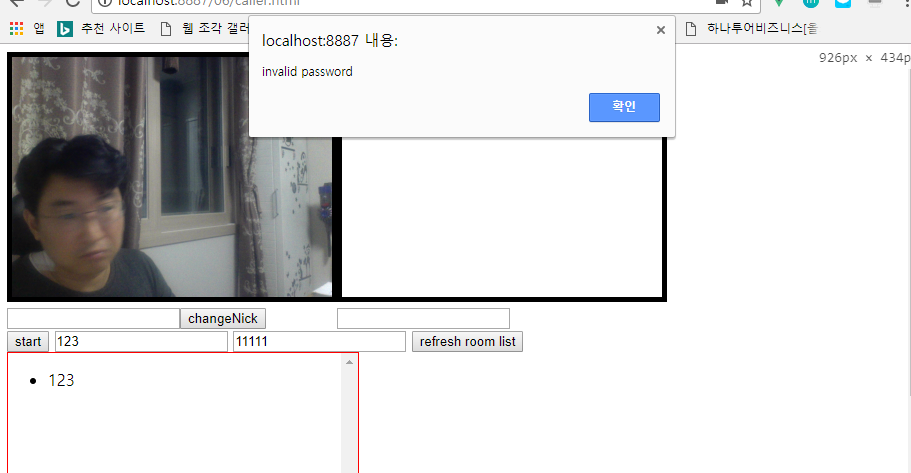 localhost:8887/06/caller.html
앱 추천 사이트 웹 조각 갤러 하나투어비즈니스[올
localhost:8887 내용:
invalid password
확인
926px × 434p
changeNick
start 123 11111 refresh room list
123